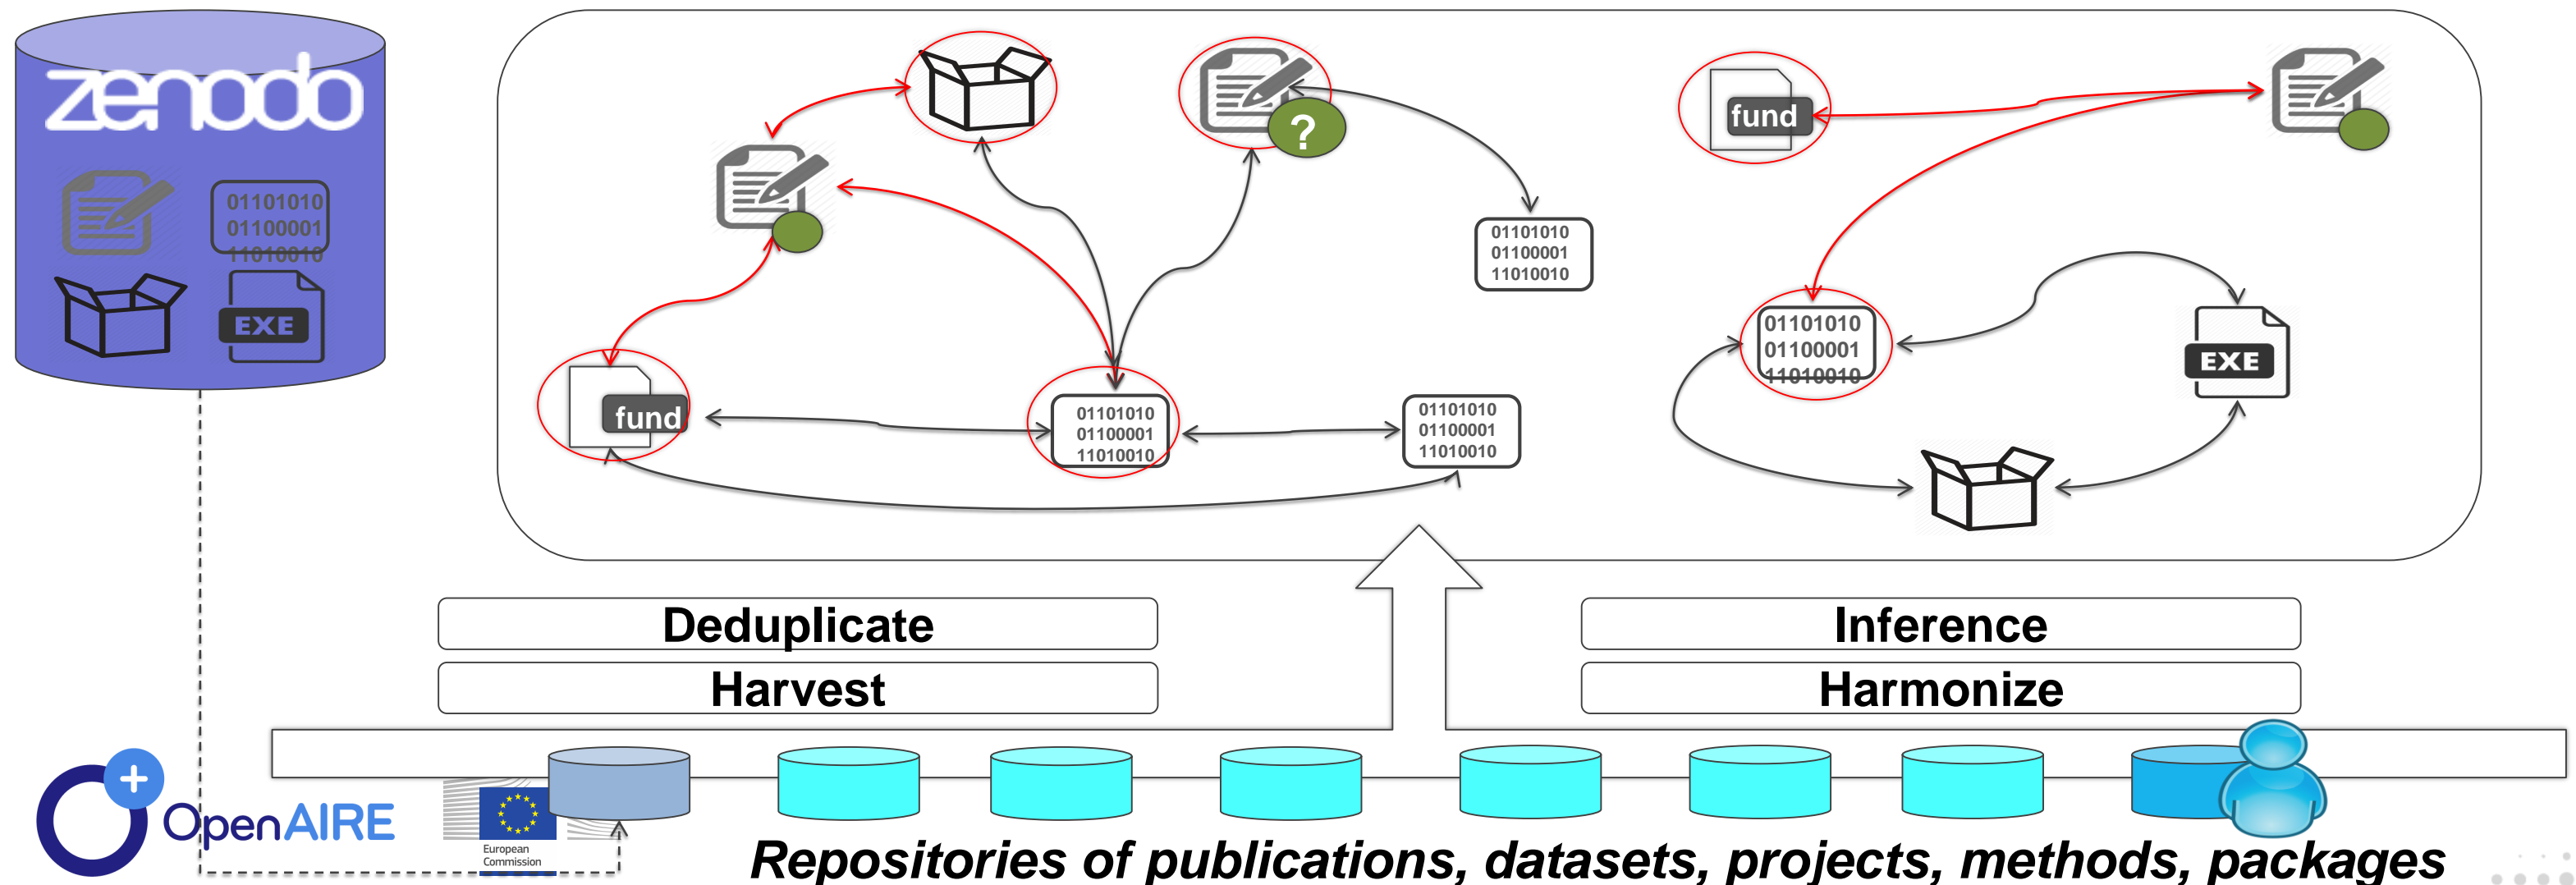 zenodo
01101010
01100001
11010010
EXE
?
fund
01101010
01100001
11010010
01101010
01100001
11010010
EXE
fund
01101010
01100001
11010010
01101010
01100001
11010010
Deduplicate
Inference
Harvest
Harmonize
+
OpenAIRE
European
Commission
Repositories of publications, datasets, projects, methods, packages